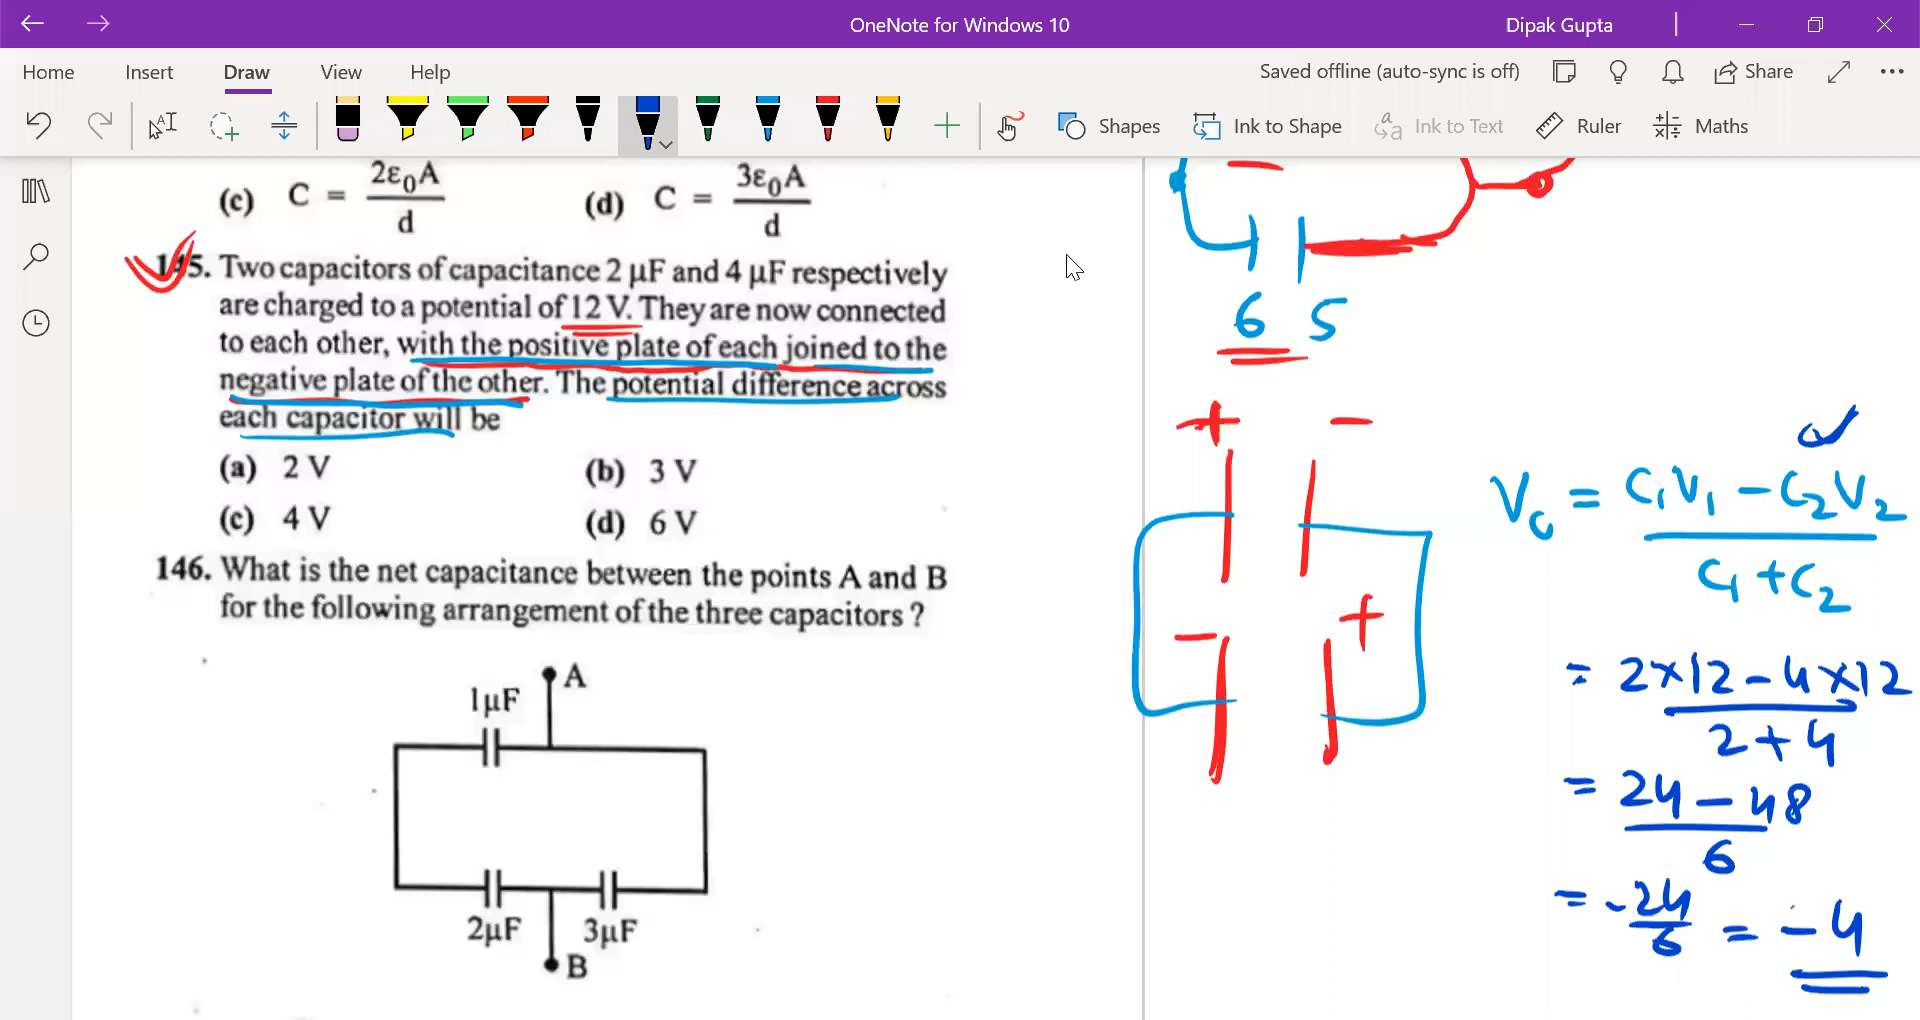 OneNote for Windows 10
Dipak Gupta
Home Insert Draw View Help
Saved offline (auto-sync is off)
Share
Shapes
Ink to Shape
Ink to Text
Ruler
Maths
(c) C = 2ε₀A / d
(d) C = 3ε₀A / d
145. Two capacitors of capacitance 2 μF and 4 μF respectively
are charged to a potential of 12 V. They are now connected
to each other, with the positive plate of each joined to the
negative plate of the other. The potential difference across
each capacitor will be
(a) 2 V
(b) 3 V
(c) 4 V
(d) 6 V
146. What is the net capacitance between the points A and B
for the following arrangement of the three capacitors ?
A
1μF
2μF
3μF
B
6 5
+ −
− +
Vc = C₁V₁ − C₂V₂ / C₁ + C₂
= 2×12 − 4×12 / 2+4
= 24 − 48 / 6
= -24 / 6 = −4